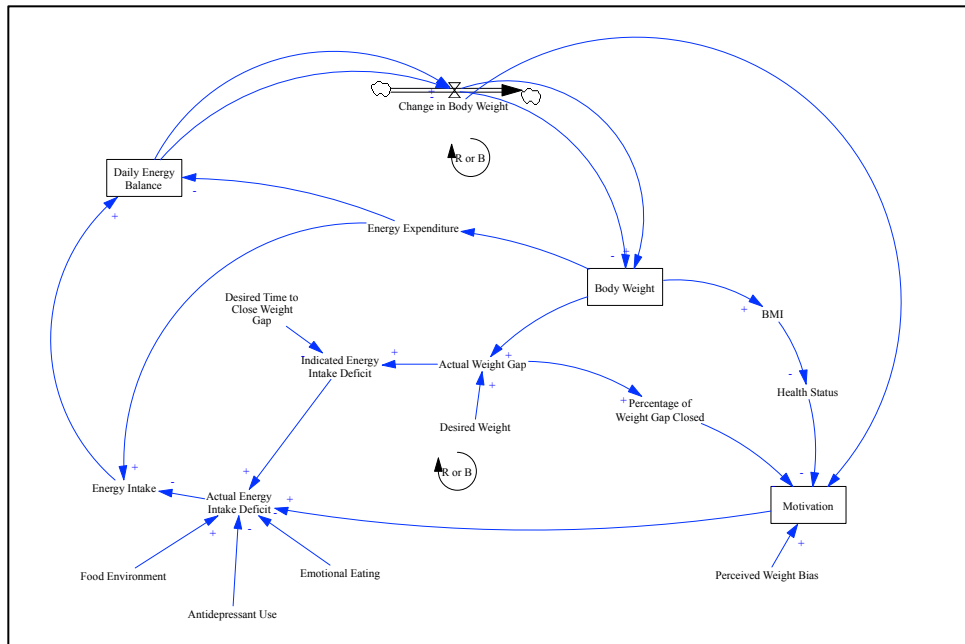 Change in Body Weight
R or B
Daily Energy
Balance
Energy Expenditure
Body Weight
Desired Time to
Close Weight
Gap
BMI
Indicated Energy
Intake Deficit
Actual Weight Gap
Health Status
Percentage of
Weight Gap Closed
Desired Weight
R or B
Energy Intake
Actual Energy
Intake Deficit
Motivation
Food Environment
Emotional Eating
Perceived Weight Bias
Antidepressant Use